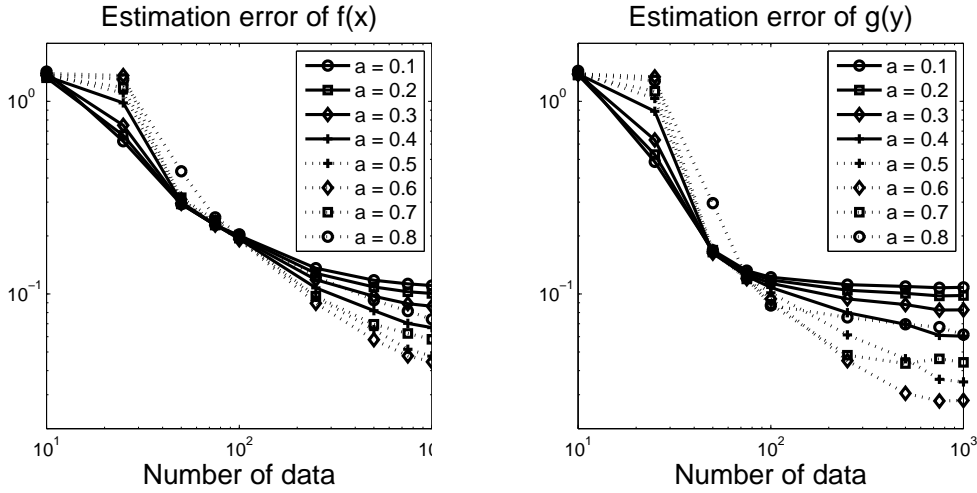 Estimation error of f(x)
10^0
10^-1
10^1
10^2
10
Number of data
a = 0.1
a = 0.2
a = 0.3
a = 0.4
a = 0.5
a = 0.6
a = 0.7
a = 0.8
Estimation error of g(y)
10^0
10^-1
10^1
10^2
10^3
Number of data
a = 0.1
a = 0.2
a = 0.3
a = 0.4
a = 0.5
a = 0.6
a = 0.7
a = 0.8